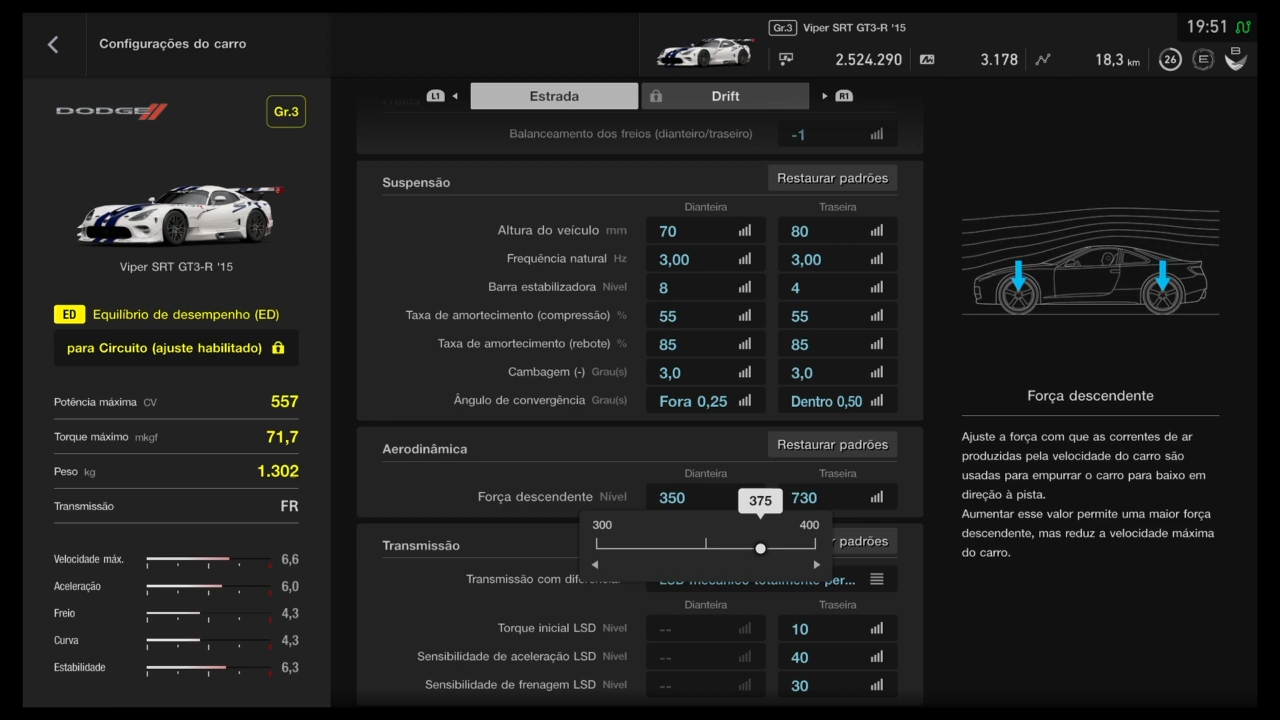 Configurações do carro
Gr.3 Viper SRT GT3-R '15
2.524.290
3.178
18,3 km
26
E
B
19:51
DODGE
Gr.3
Viper SRT GT3-R '15
ED Equilíbrio de desempenho (ED)
para Circuito (ajuste habilitado)
Potência máxima CV 557
Torque máximo mkgf 71,7
Peso kg 1.302
Transmissão FR
Velocidade máx. 6,6
Aceleração 6,0
Freio 4,3
Curva 4,3
Estabilidade 6,3
L1 Estrada Drift R1
Balanceamento dos freios (dianteiro/traseiro) -1
Suspensão Restaurar padrões
Dianteira Traseira
Altura do veículo mm 70 80
Frequência natural Hz 3,00 3,00
Barra estabilizadora Nível 8 4
Taxa de amortecimento (compressão) % 55 55
Taxa de amortecimento (rebote) % 85 85
Cambagem (-) Grau(s) 3,0 3,0
Ângulo de convergência Grau(s) Fora 0,25 Dentro 0,50
Aerodinâmica Restaurar padrões
Dianteira Traseira
Força descendente Nível 350 730
375
300 400
Transmissão padrões
Transmissão com
Dianteira Traseira
Torque inicial LSD Nível -- 10
Sensibilidade de aceleração LSD Nível -- 40
Sensibilidade de frenagem LSD Nível -- 30
Força descendente
Ajuste a força com que as correntes de ar
produzidas pela velocidade do carro são
usadas para empurrar o carro para baixo em
direção à pista.
Aumentar esse valor permite uma maior força
descendente, mas reduz a velocidade máxima
do carro.